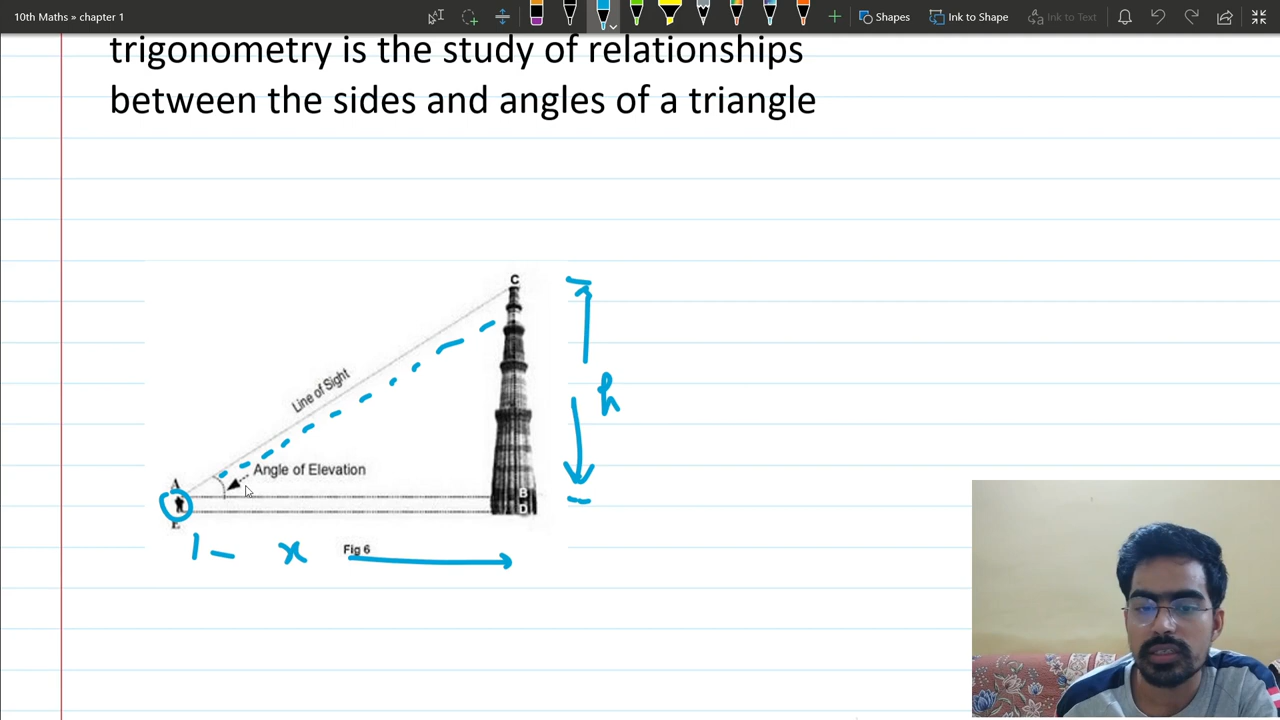 10th Maths » chapter 1
Shapes
Ink to Shape
Ink to Text
trigonometry is the study of relationships
between the sides and angles of a triangle
C
Line of Sight
h
Angle of Elevation
A
B
D
E
x
Fig 6